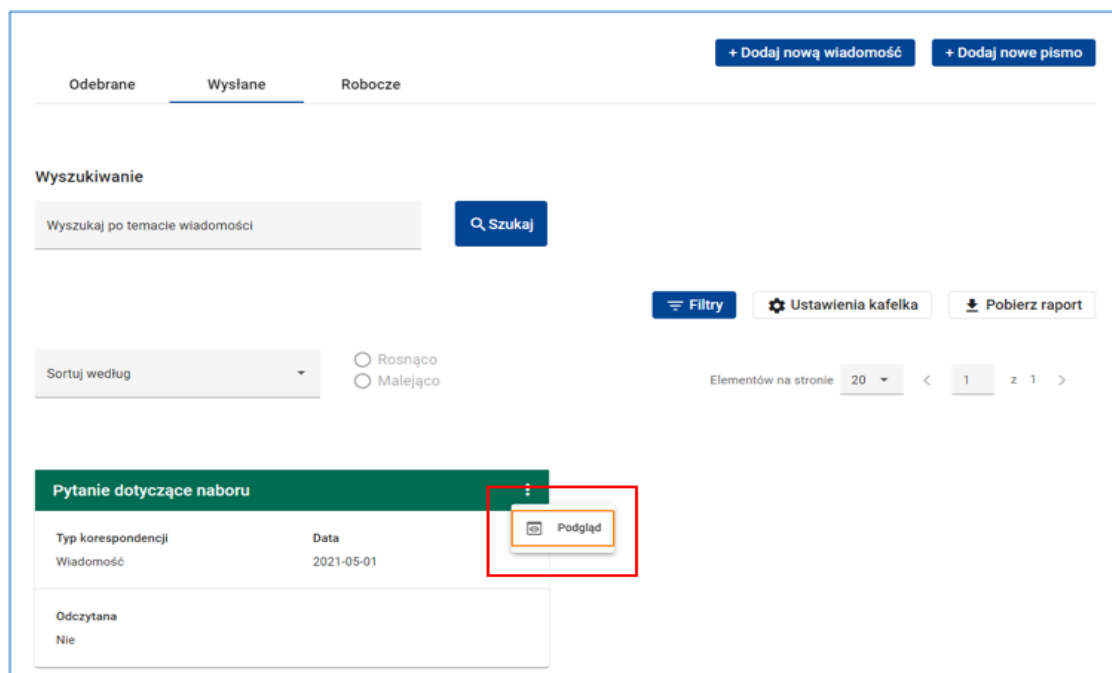 + Dodaj nową wiadomość
+ Dodaj nowe pismo
Odebrane
Wysłane
Robocze
Wyszukiwanie
Wyszukaj po temacie wiadomości
Szukaj
Filtry
Ustawienia kafelka
Pobierz raport
Sortuj według
Rosnąco
Malejąco
Elementów na stronie 20 < 1 z 1 >
Pytanie dotyczące naboru
Podgląd
Typ korespondencji
Wiadomość
Data
2021-05-01
Odczytana
Nie